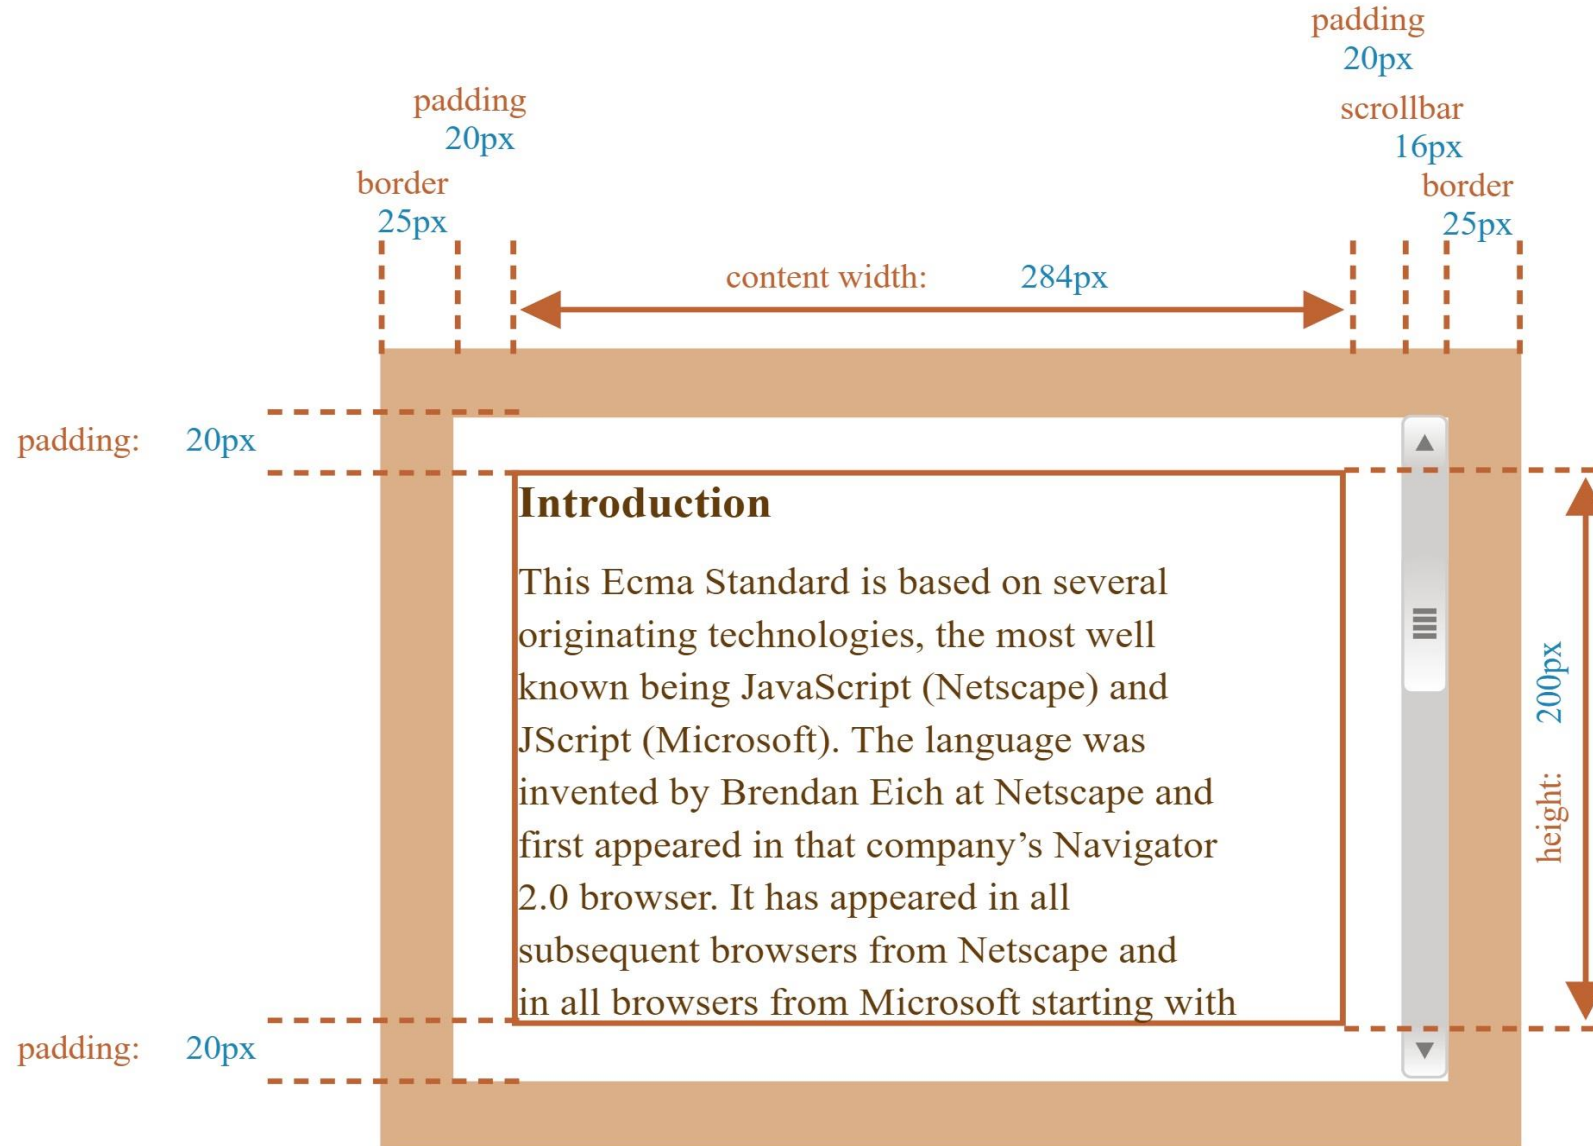 padding
20px
padding
20px
scrollbar
16px
border
25px
border
25px
content width: 284px
padding: 20px
Introduction
This Ecma Standard is based on several
originating technologies, the most well
known being JavaScript (Netscape) and
JScript (Microsoft). The language was
invented by Brendan Eich at Netscape and
first appeared in that company’s Navigator
2.0 browser. It has appeared in all
subsequent browsers from Netscape and
in all browsers from Microsoft starting with
height: 200px
padding: 20px